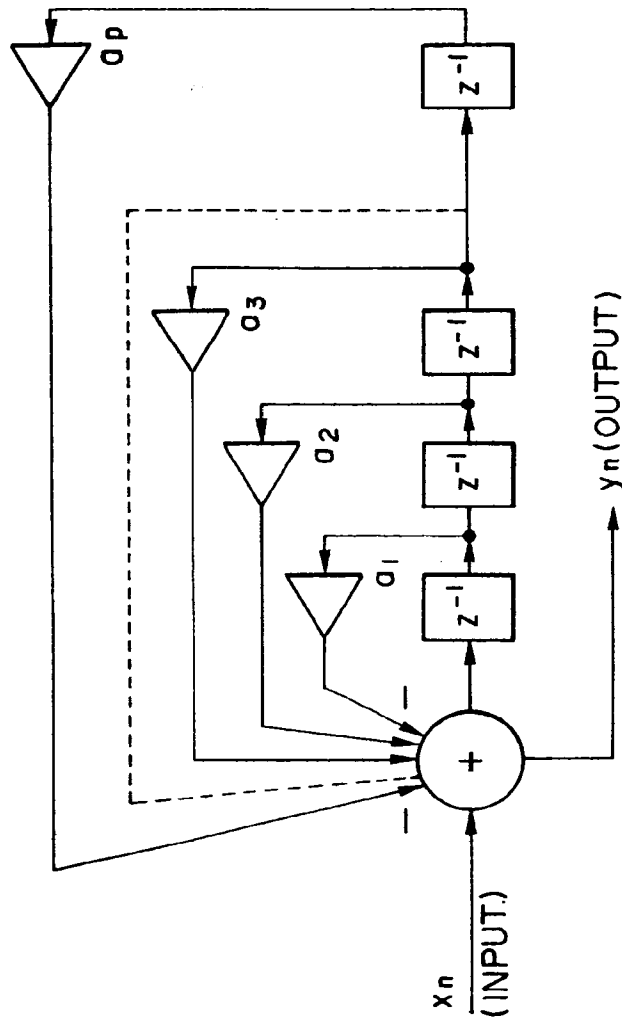 ap
a3
a2
a1
z⁻¹
z⁻¹
z⁻¹
z⁻¹
−
−
+
xn
(INPUT.)
yn(OUTPUT)